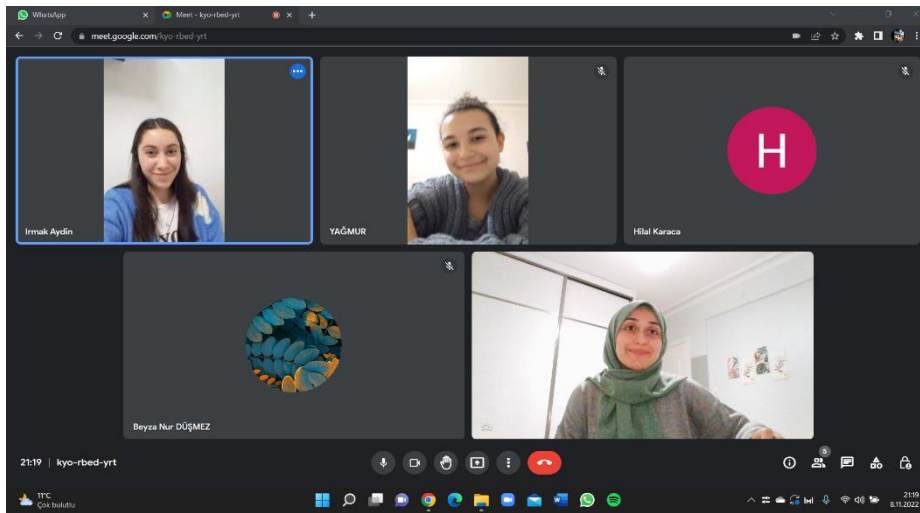 WhatsApp
Meet - kyo-rbed-yrt
meet.google.com/kyo-rbed-yrt
Irmak Aydin
YAĞMUR
H
Hilal Karaca
Beyza Nur DÜŞMEZ
Siz
21:19 | kyo-rbed-yrt
5
11°C
Çok bulutlu
21:19
8.11.2022